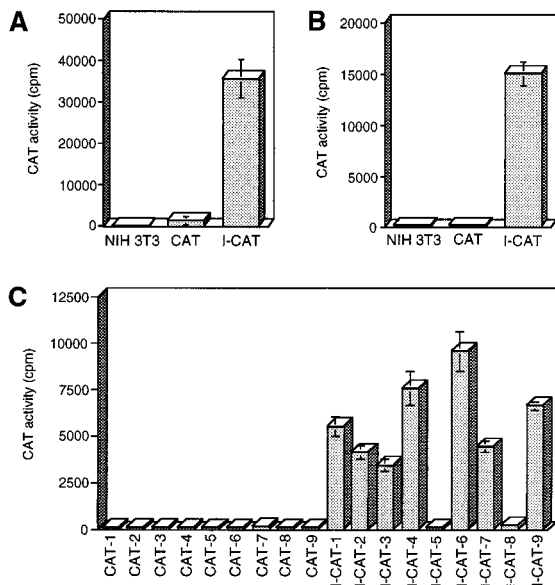 A
B
50000
40000
30000
20000
10000
0
CAT activity (cpm)
NIH 3T3 CAT I-CAT
20000
15000
10000
5000
0
CAT activity (cpm)
NIH 3T3 CAT I-CAT
C
12500
10000
7500
5000
2500
0
CAT activity (cpm)
CAT-1
CAT-2
CAT-3
CAT-4
CAT-5
CAT-6
CAT-7
CAT-8
CAT-9
I-CAT-1
I-CAT-2
I-CAT-3
I-CAT-4
I-CAT-5
I-CAT-6
I-CAT-7
I-CAT-8
I-CAT-9